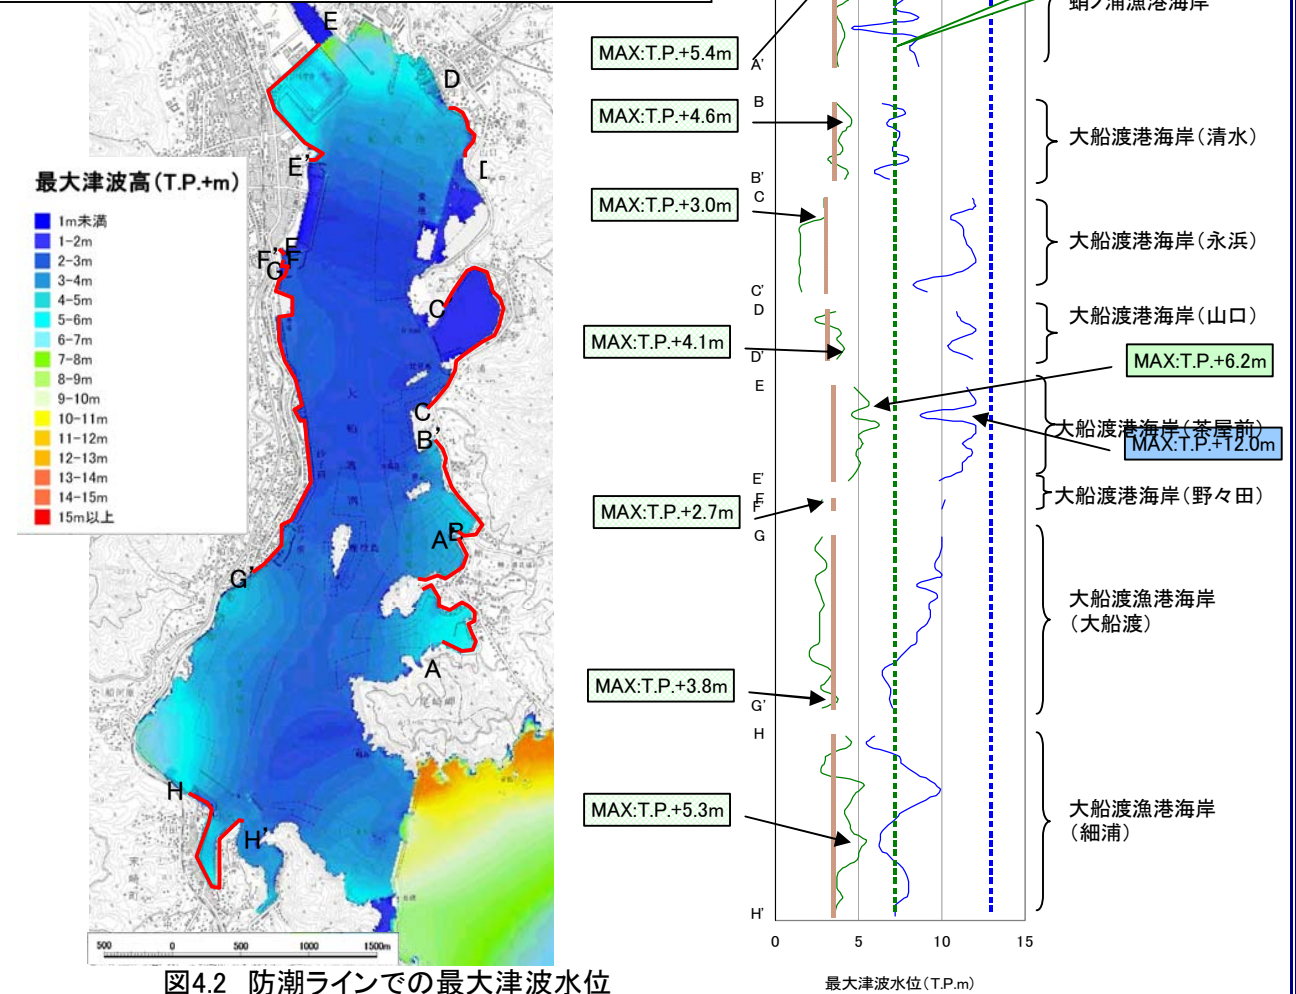 蛸ノ浦漁港海岸
最大津波高(T.P.+m)
1m未満
1-2m
2-3m
3-4m
4-5m
5-6m
6-7m
7-8m
8-9m
9-10m
10-11m
11-12m
12-13m
13-14m
14-15m
15m以上
E
D
E'
F
F'
F
G
C
C'
B'
B
A'
G'
A
H
H'
500 0 500 1000 1500m
図4.2 防潮ラインでの最大津波水位
MAX:T.P.+5.4m
A'
MAX:T.P.+4.6m
B
大船渡港海岸(清水)
B'
MAX:T.P.+3.0m
C
大船渡港海岸(永浜)
C'
D
大船渡港海岸(山口)
MAX:T.P.+4.1m
D'
MAX:T.P.+6.2m
E
大船渡港海岸(茶屋前)
MAX:T.P.+12.0m
E'
F
F'
大船渡港海岸(野々田)
MAX:T.P.+2.7m
G
大船渡漁港海岸
(大船渡)
MAX:T.P.+3.8m
G'
H
MAX:T.P.+5.3m
大船渡漁港海岸
(細浦)
H'
0 5 10 15
最大津波水位(T.P.m)